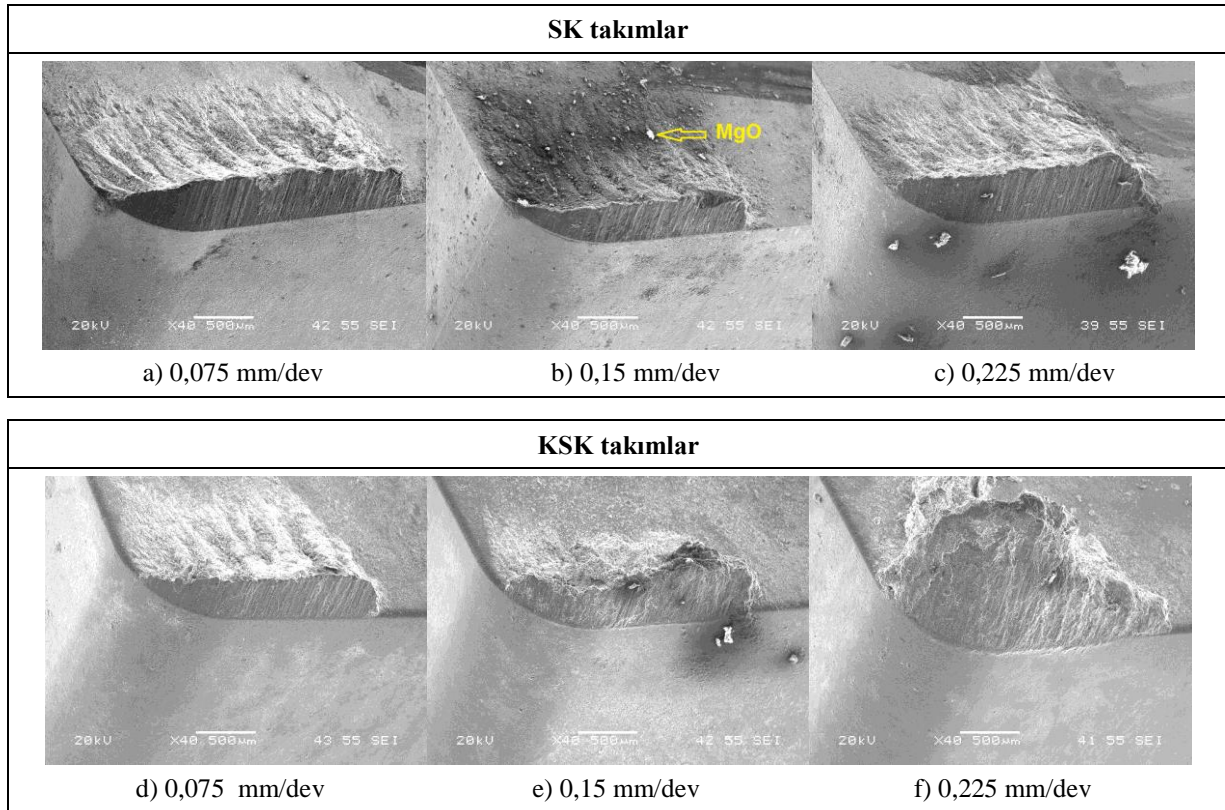 SK takımlar
MgO
20kV X40 500µm 42 55 SEI
20kV X40 500µm 42 55 SEI
20kV X40 500µm 39 55 SEI
a) 0,075 mm/dev
b) 0,15 mm/dev
c) 0,225 mm/dev
KSK takımlar
20kV X40 500µm 43 55 SEI
20kV X40 500µm 42 55 SEI
20kV X40 500µm 41 55 SEI
d) 0,075 mm/dev
e) 0,15 mm/dev
f) 0,225 mm/dev